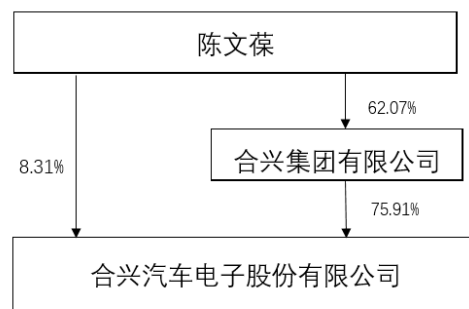 陈文葆
62.07%
8.31%
合兴集团有限公司
75.91%
合兴汽车电子股份有限公司